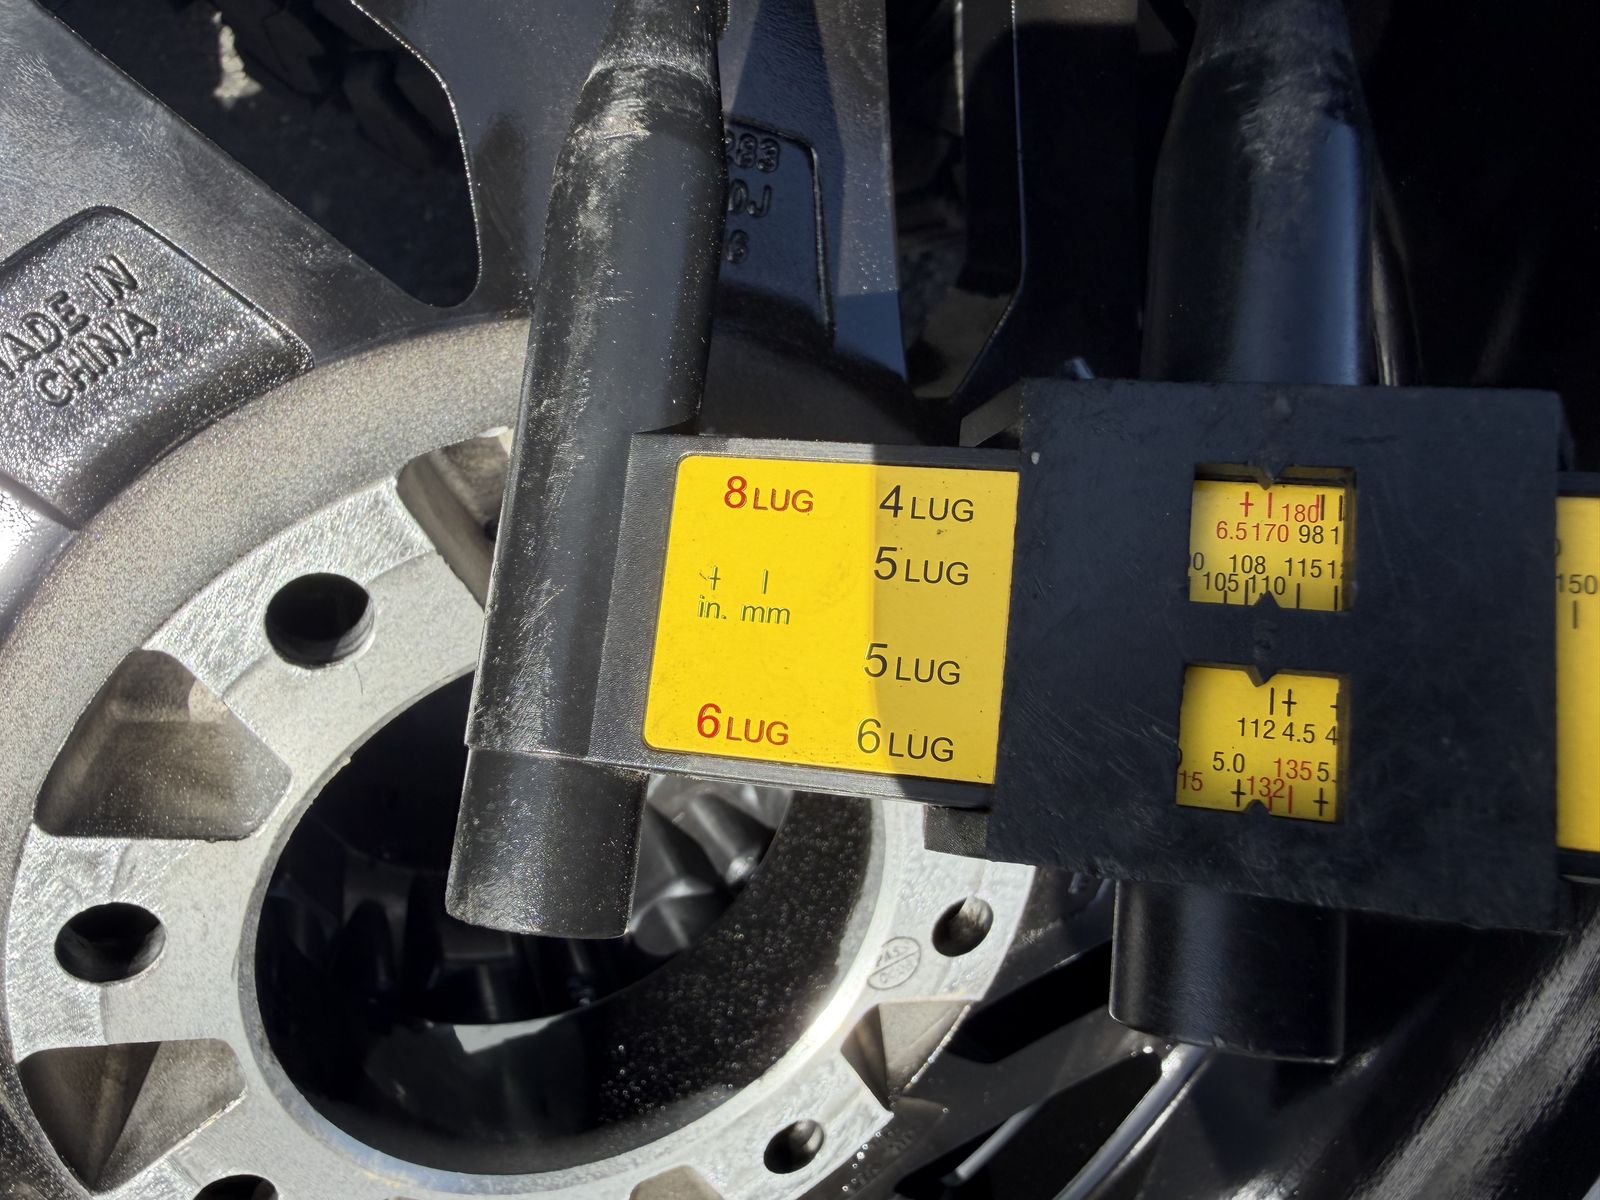 MADE IN
CHINA
8 LUG
4 LUG
5 LUG
in. mm
5 LUG
6 LUG
6 LUG
180
6.5 170 98
108 115
105 110
112 4.5
5.0 135
132
150